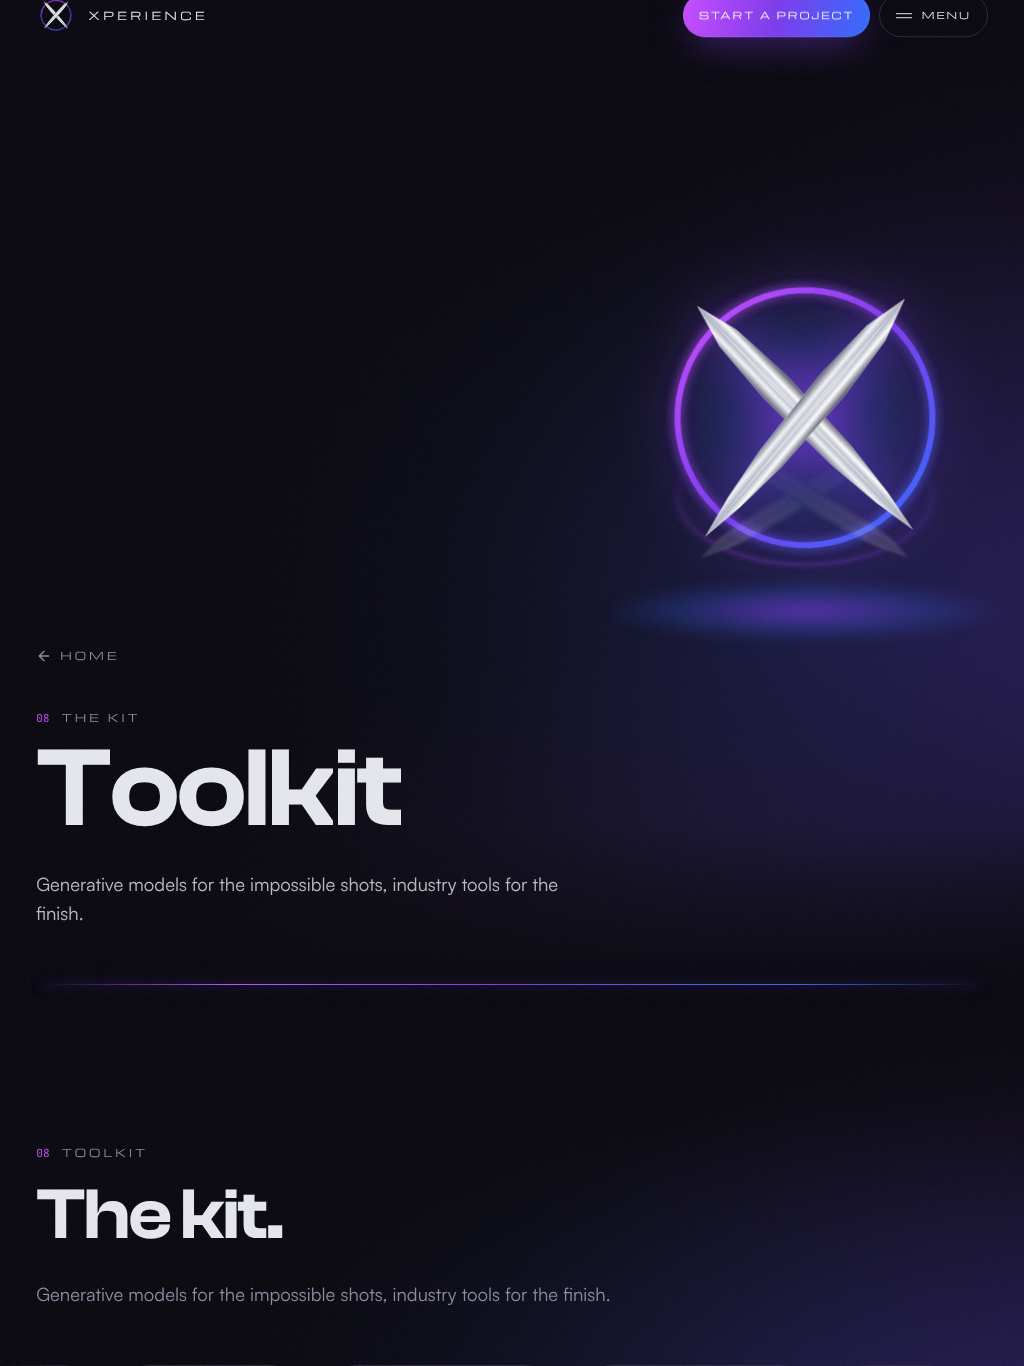 XPERIENCE
START A PROJECT
MENU
HOME
08 THE KIT
Toolkit
Generative models for the impossible shots, industry tools for the
finish.
08 TOOLKIT
The kit.
Generative models for the impossible shots, industry tools for the finish.